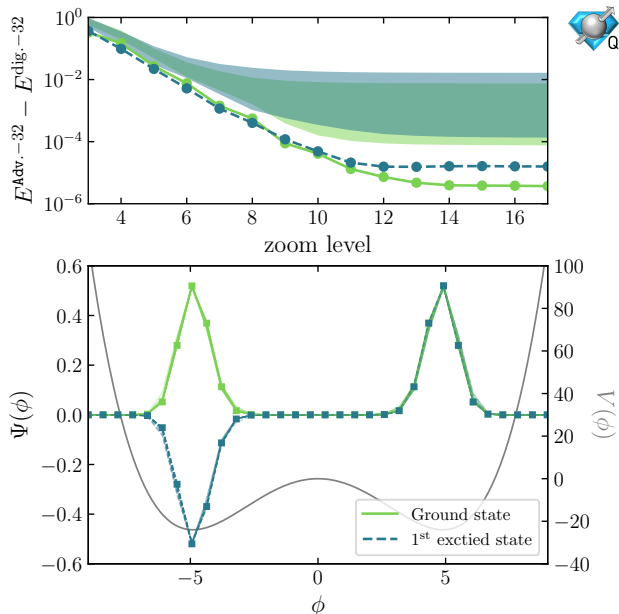 10⁰
10⁻²
10⁻⁴
10⁻⁶
E^Adv.-32 − E^dig.-32
4 6 8 10 12 14 16
zoom level
Q
0.6
0.4
0.2
0.0
−0.2
−0.4
−0.6
Ψ(ϕ)
100
80
60
40
20
0
−20
−40
V(ϕ)
Ground state
1st exctied state
−5 0 5
ϕ